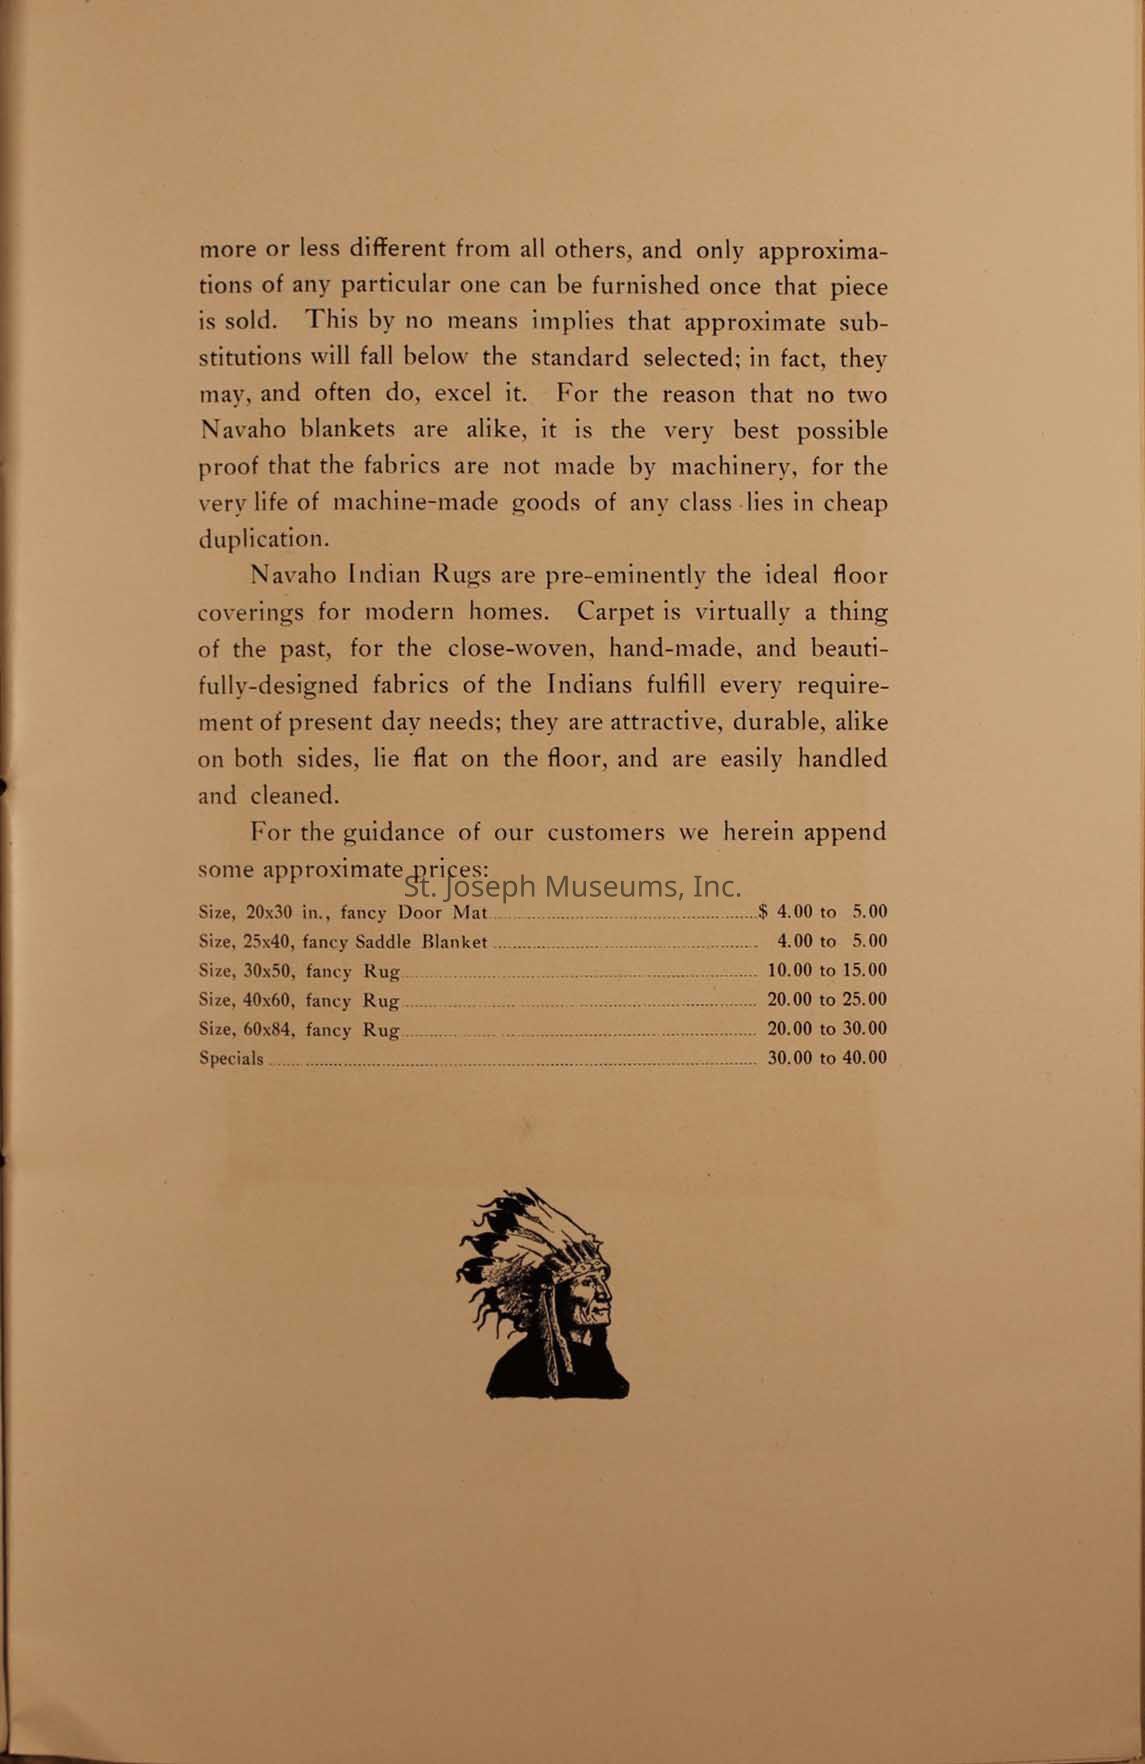 more or less different from all others, and only approxima-
tions of any particular one can be furnished once that piece
is sold. This by no means implies that approximate sub-
stitutions will fall below the standard selected; in fact, they
may, and often do, excel it. For the reason that no two
Navaho blankets are alike, it is the very best possible
proof that the fabrics are not made by machinery, for the
very life of machine-made goods of any class lies in cheap
duplication.
Navaho Indian Rugs are pre-eminently the ideal floor
coverings for modern homes. Carpet is virtually a thing
of the past, for the close-woven, hand-made, and beauti-
fully-designed fabrics of the Indians fulfill every require-
ment of present day needs; they are attractive, durable, alike
on both sides, lie flat on the floor, and are easily handled
and cleaned.
For the guidance of our customers we herein append
some approximate prices:
St. Joseph Museums, Inc.
Size, 20x30 in., fancy Door Mat $ 4.00 to 5.00
Size, 25x40, fancy Saddle Blanket 4.00 to 5.00
Size, 30x50, fancy Rug 10.00 to 15.00
Size, 40x60, fancy Rug 20.00 to 25.00
Size, 60x84, fancy Rug 20.00 to 30.00
Specials 30.00 to 40.00